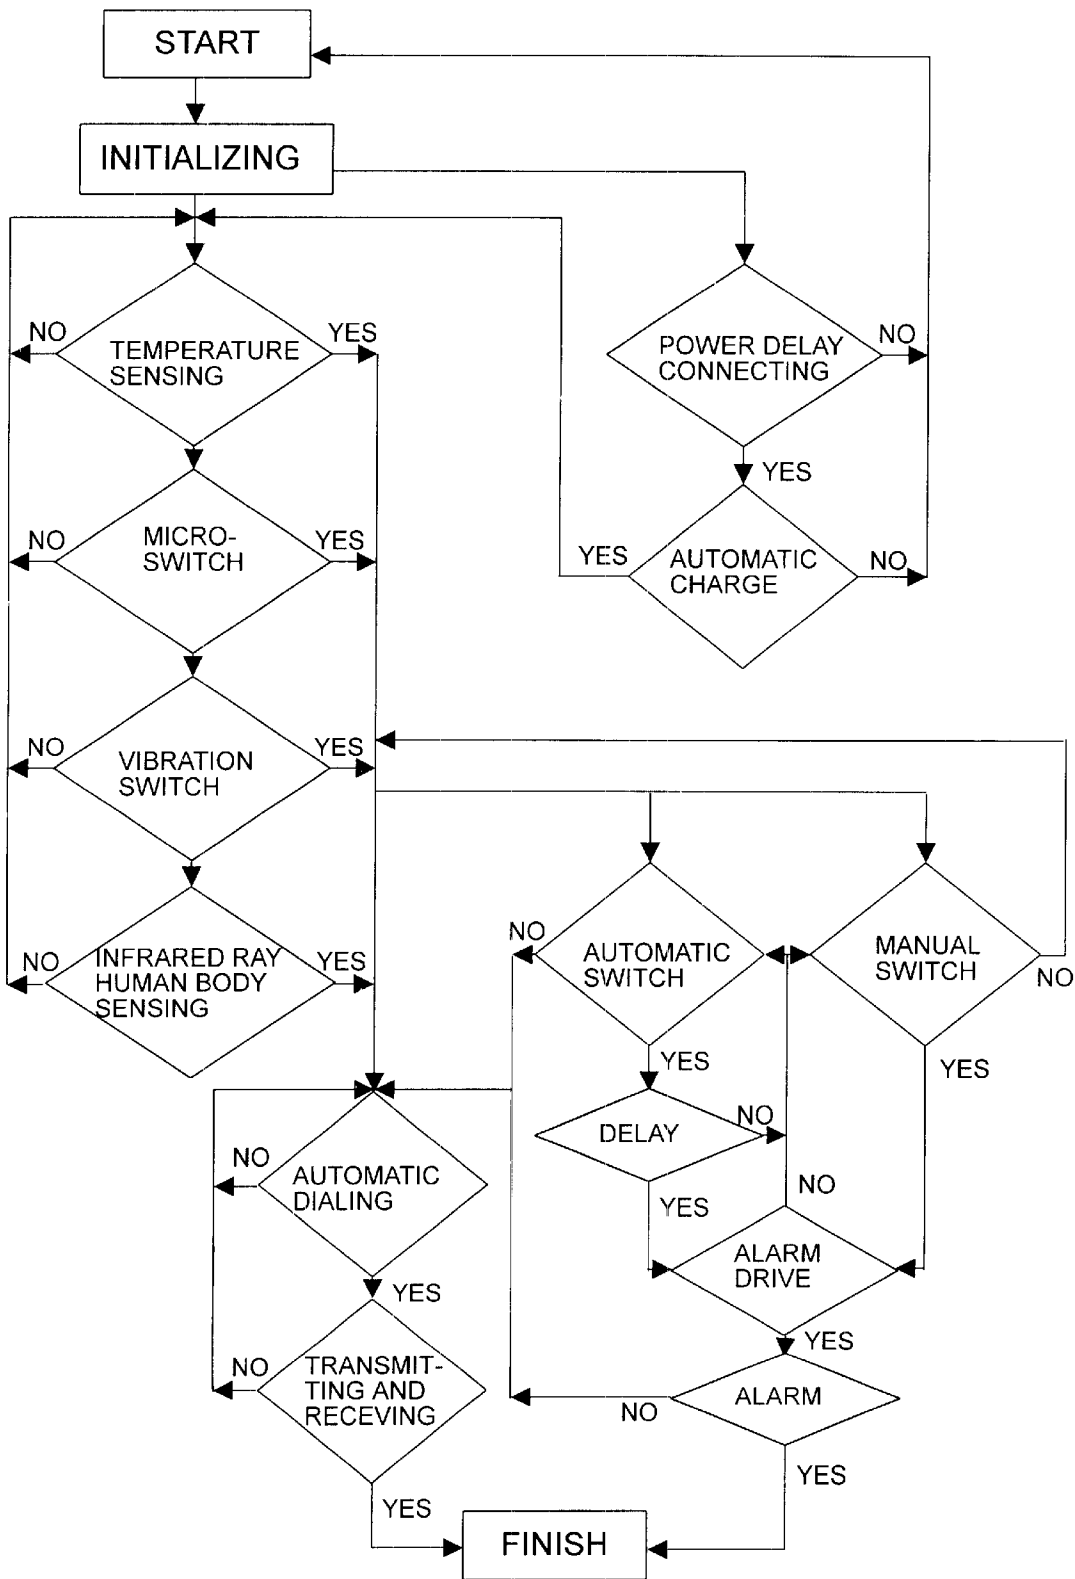 START
INITIALIZING
NO
TEMPERATURE
SENSING
YES
POWER DELAY
CONNECTING
NO
YES
NO
MICRO-
SWITCH
YES
YES
AUTOMATIC
CHARGE
NO
NO
VIBRATION
SWITCH
YES
NO
INFRARED RAY
HUMAN BODY
SENSING
YES
NO
AUTOMATIC
SWITCH
MANUAL
SWITCH
NO
YES
YES
DELAY
NO
NO
AUTOMATIC
DIALING
YES
NO
ALARM
DRIVE
YES
YES
NO
TRANSMIT-
TING AND
RECEVING
NO
ALARM
YES
YES
FINISH